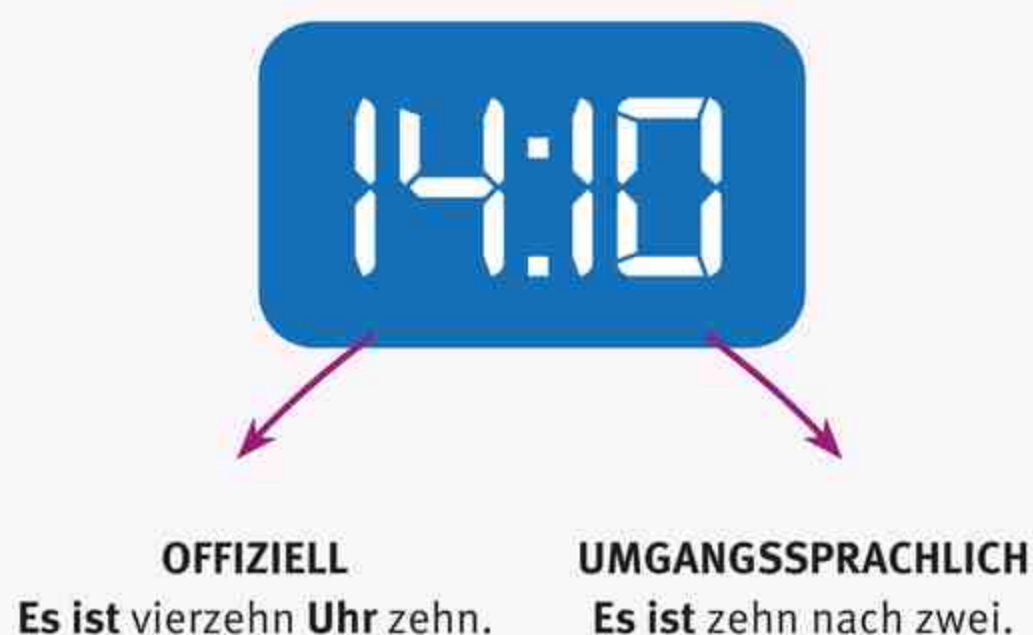 14:10
OFFIZIELL
Es ist vierzehn Uhr zehn.
UMGANGSSPRACHLICH
Es ist zehn nach zwei.